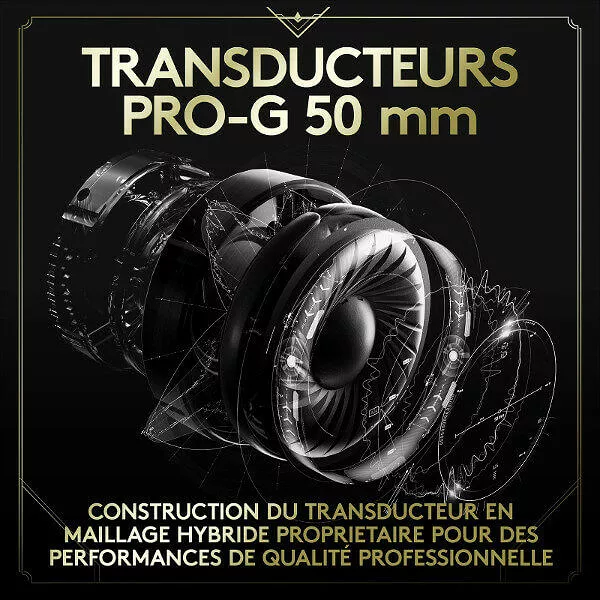 TRANSDUCTEURS
PRO-G 50 mm
CONSTRUCTION DU TRANSDUCTEUR EN
MAILLAGE HYBRIDE PROPRIETAIRE POUR DES
PERFORMANCES DE QUALITÉ PROFESSIONNELLE